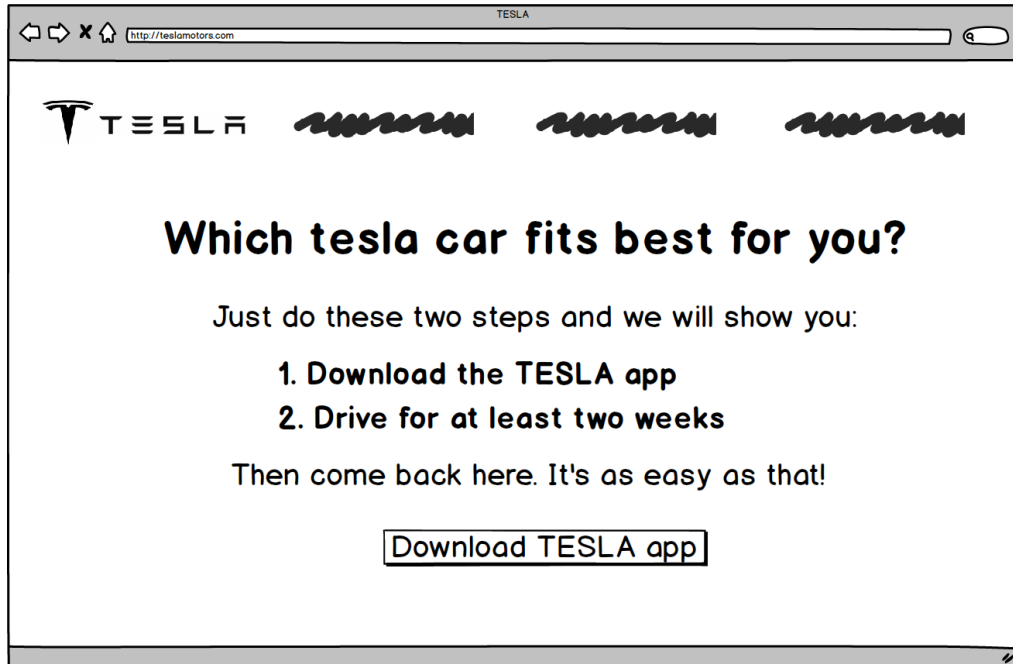 TESLA
http://teslamotors.com
TESLA
Which tesla car fits best for you?
Just do these two steps and we will show you:
1. Download the TESLA app
2. Drive for at least two weeks
Then come back here. It's as easy as that!
Download TESLA app